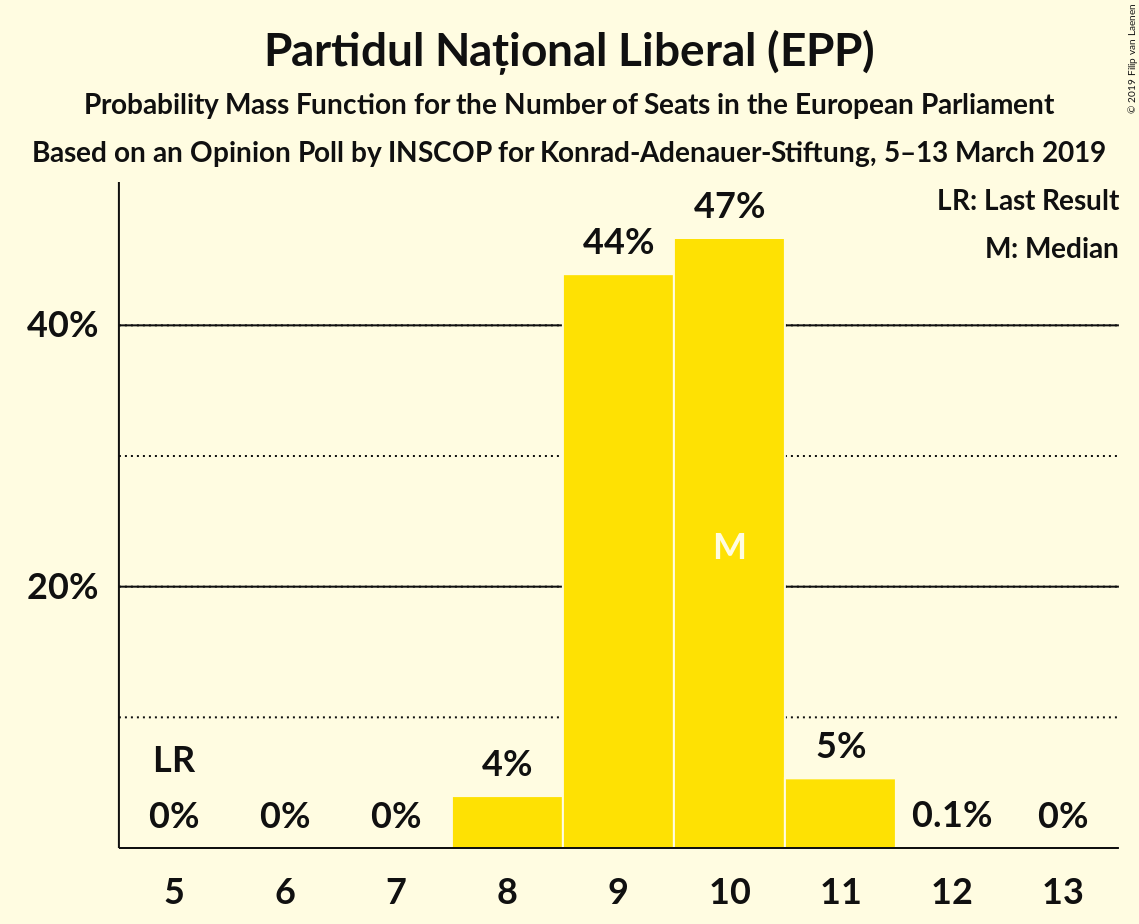 © 2019 Filip van Laenen
Partidul Național Liberal (EPP)
Probability Mass Function for the Number of Seats in the European Parliament
Based on an Opinion Poll by INSCOP for Konrad-Adenauer-Stiftung, 5–13 March 2019
LR: Last Result
M: Median
47%
44%
40%
M
20%
LR
5%
4%
0% 0% 0% 0.1% 0%
5 6 7 8 9 10 11 12 13